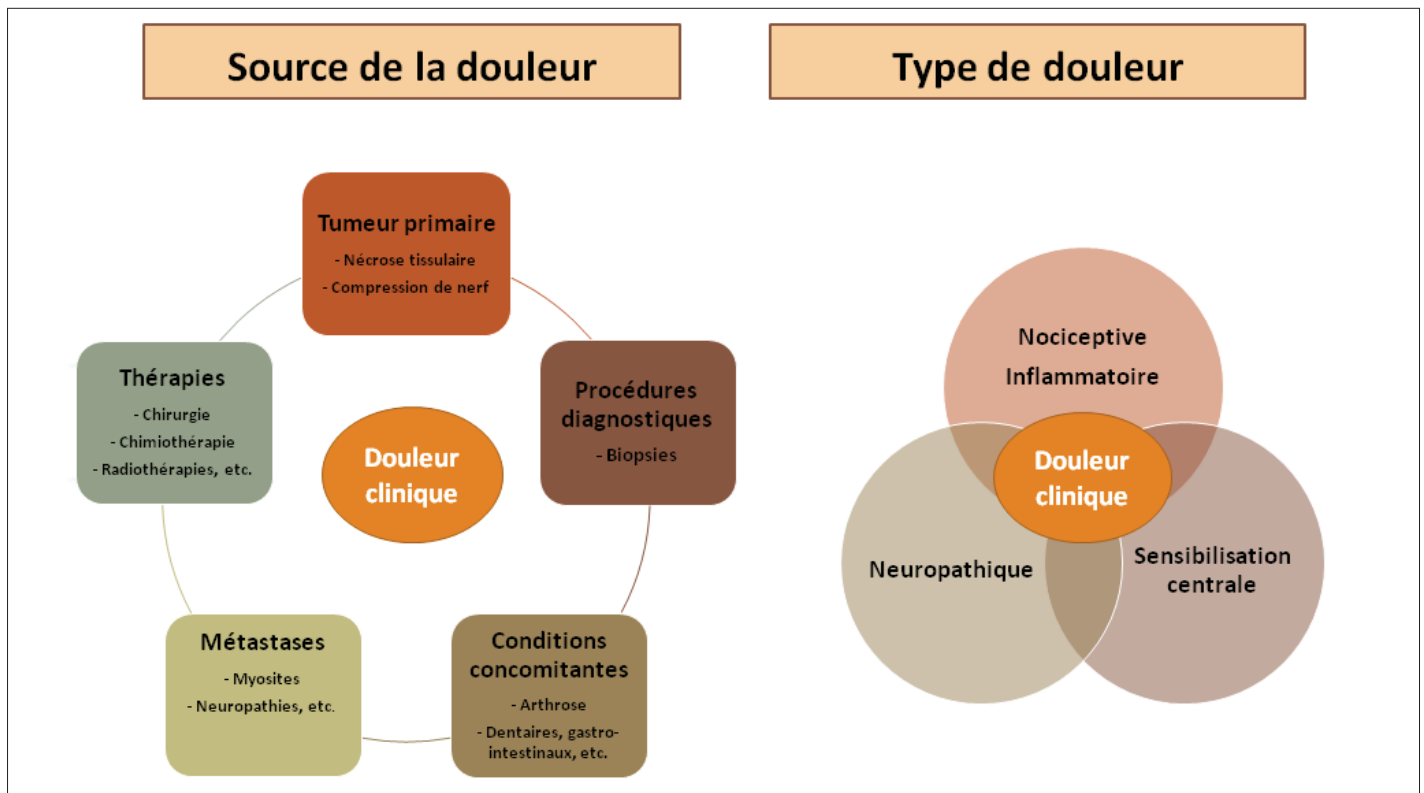 Source de la douleur
Type de douleur
Tumeur primaire
- Nécrose tissulaire
- Compression de nerf
Procédures
diagnostiques
- Biopsies
Conditions
concomitantes
- Arthrose
- Dentaires, gastro-
intestinaux, etc.
Métastases
- Myosites
- Neuropathies, etc.
Thérapies
- Chirurgie
- Chimiothérapie
- Radiothérapies, etc.
Douleur
clinique
Nociceptive
Inflammatoire
Douleur
clinique
Neuropathique
Sensibilisation
centrale